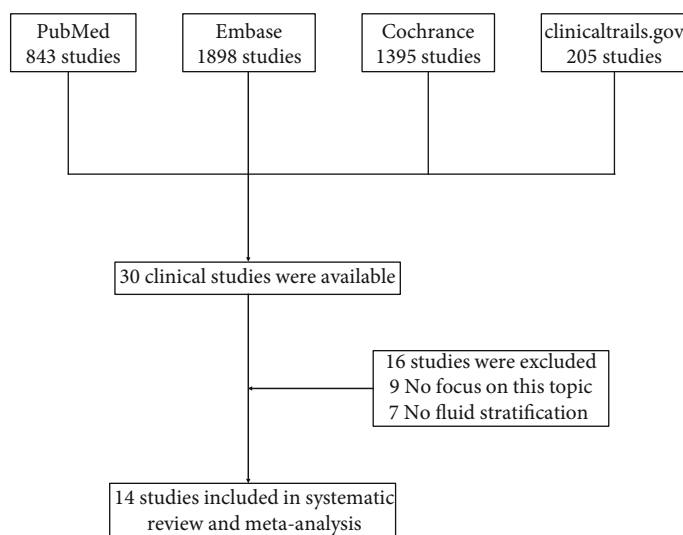 PubMed
843 studies
Embase
1898 studies
Cochrance
1395 studies
clinicaltrails.gov
205 studies
30 clinical studies were available
16 studies were excluded
9 No focus on this topic
7 No fluid stratification
14 studies included in systematic
review and meta-analysis